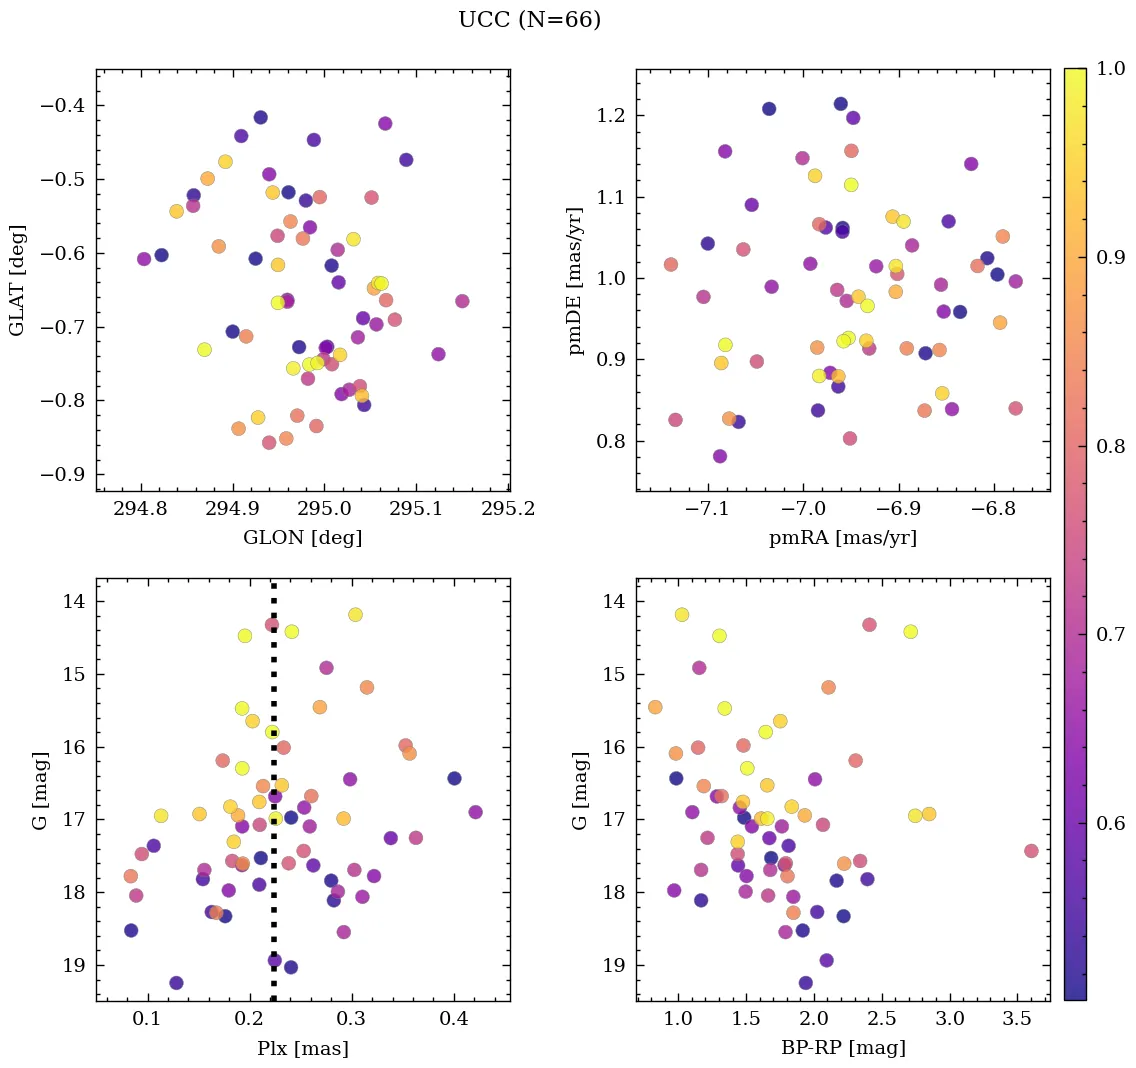 UCC (N=66)
−0.4
−0.5
−0.6
−0.7
−0.8
−0.9
GLAT [deg]
294.8 294.9 295.0 295.1 295.2
GLON [deg]
1.2
1.1
1.0
0.9
0.8
pmDE [mas/yr]
−7.1 −7.0 −6.9 −6.8
pmRA [mas/yr]
14
15
16
17
18
19
G [mag]
0.1 0.2 0.3 0.4
Plx [mas]
14
15
16
17
18
19
G [mag]
1.0 1.5 2.0 2.5 3.0 3.5
BP-RP [mag]
1.0
0.9
0.8
0.7
0.6